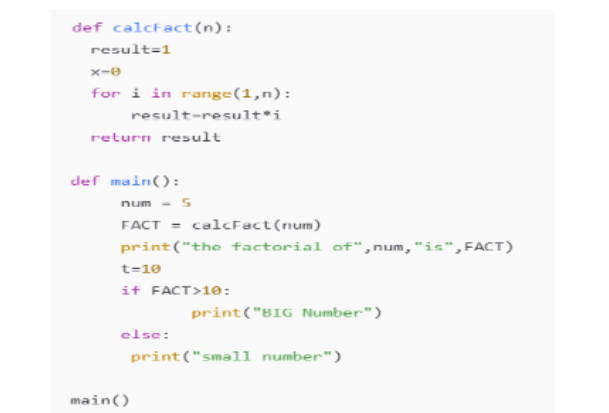 def calcFact(n):
  result=1
  x=0
  for i in range(1,n):
      result=result*i
  return result

def main():
     num = 5
     FACT = calcFact(num)
     print("the factorial of",num,"is",FACT)
     t=10
     if FACT>10:
            print("BIG Number")
     else:
      print("small number")

main()